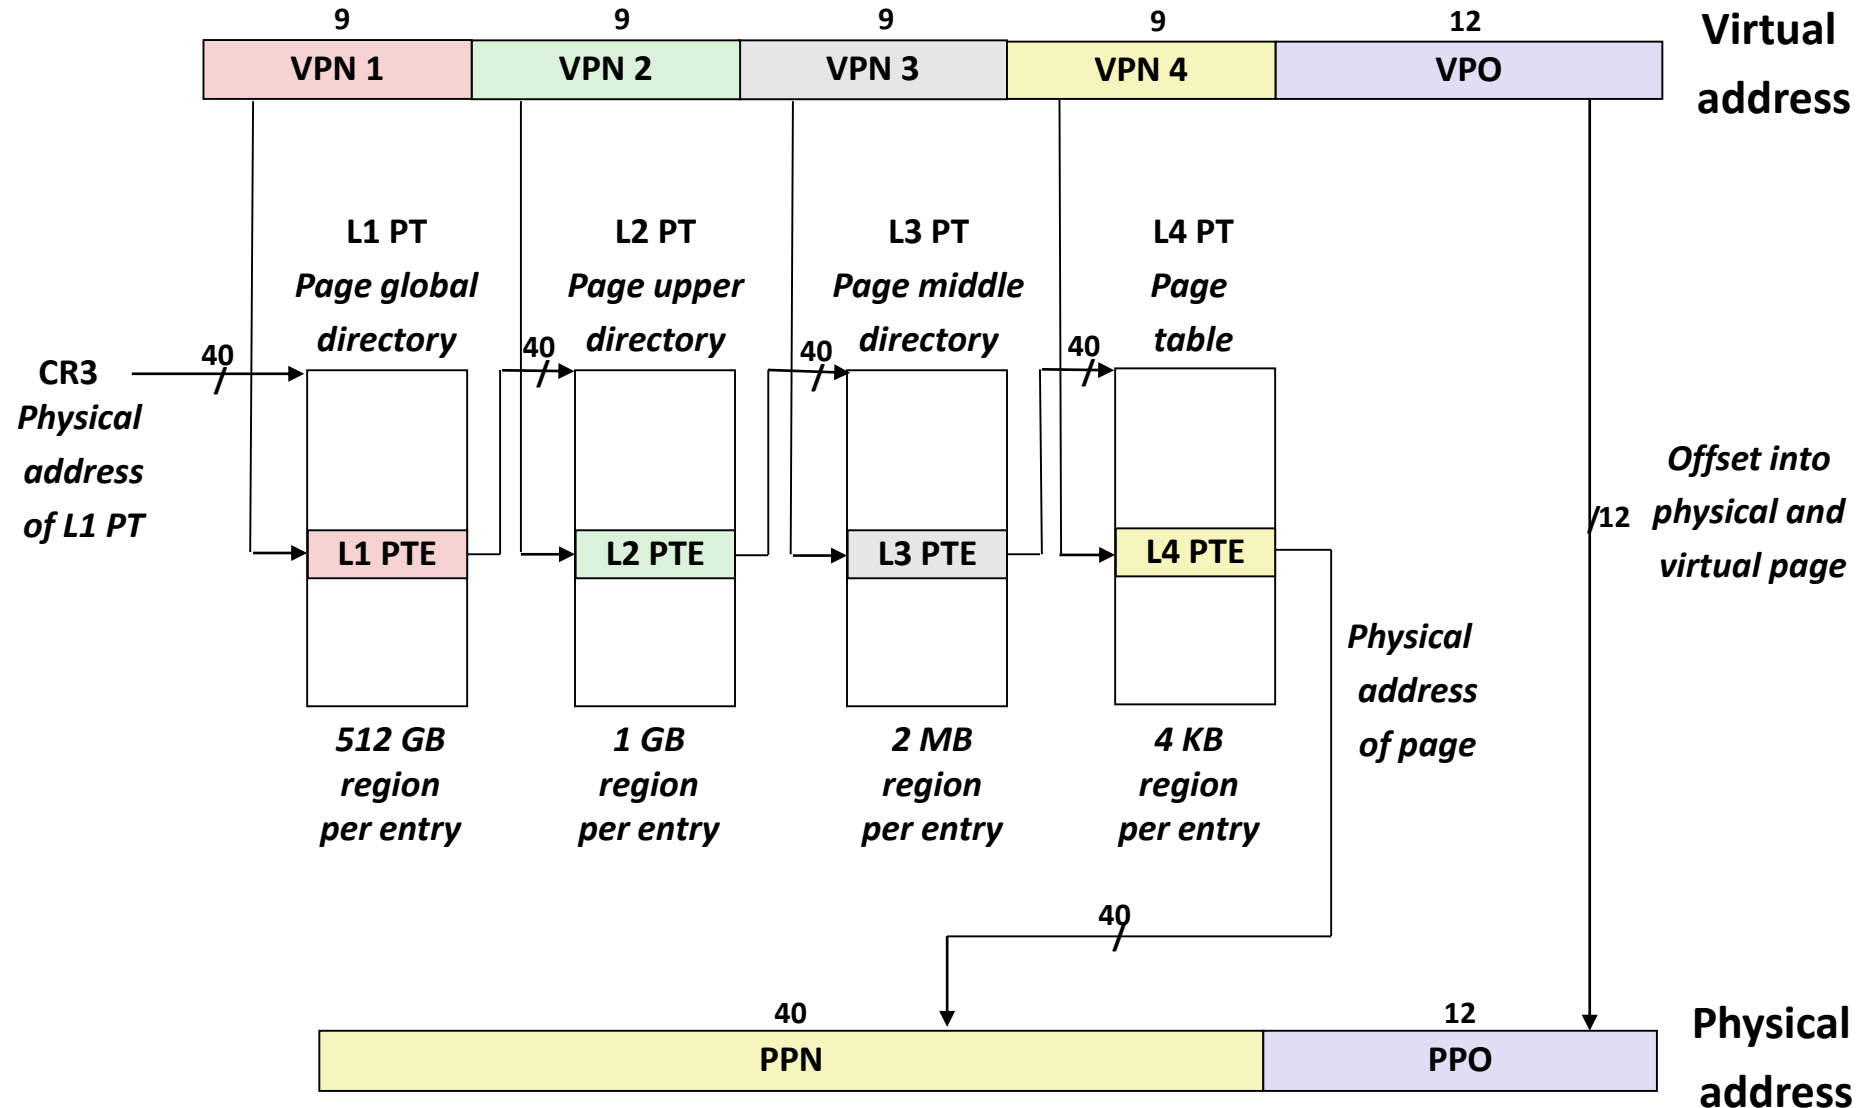 9 9 9 9 12
VPN 1 VPN 2 VPN 3 VPN 4 VPO
Virtual
address
L1 PT
Page global
directory
L2 PT
Page upper
directory
L3 PT
Page middle
directory
L4 PT
Page
table
CR3
Physical
address
of L1 PT
40 40 40 40
L1 PTE L2 PTE L3 PTE L4 PTE
/12
Offset into
physical and
virtual page
512 GB
region
per entry
1 GB
region
per entry
2 MB
region
per entry
4 KB
region
per entry
Physical
address
of page
40
40 12
PPN PPO
Physical
address